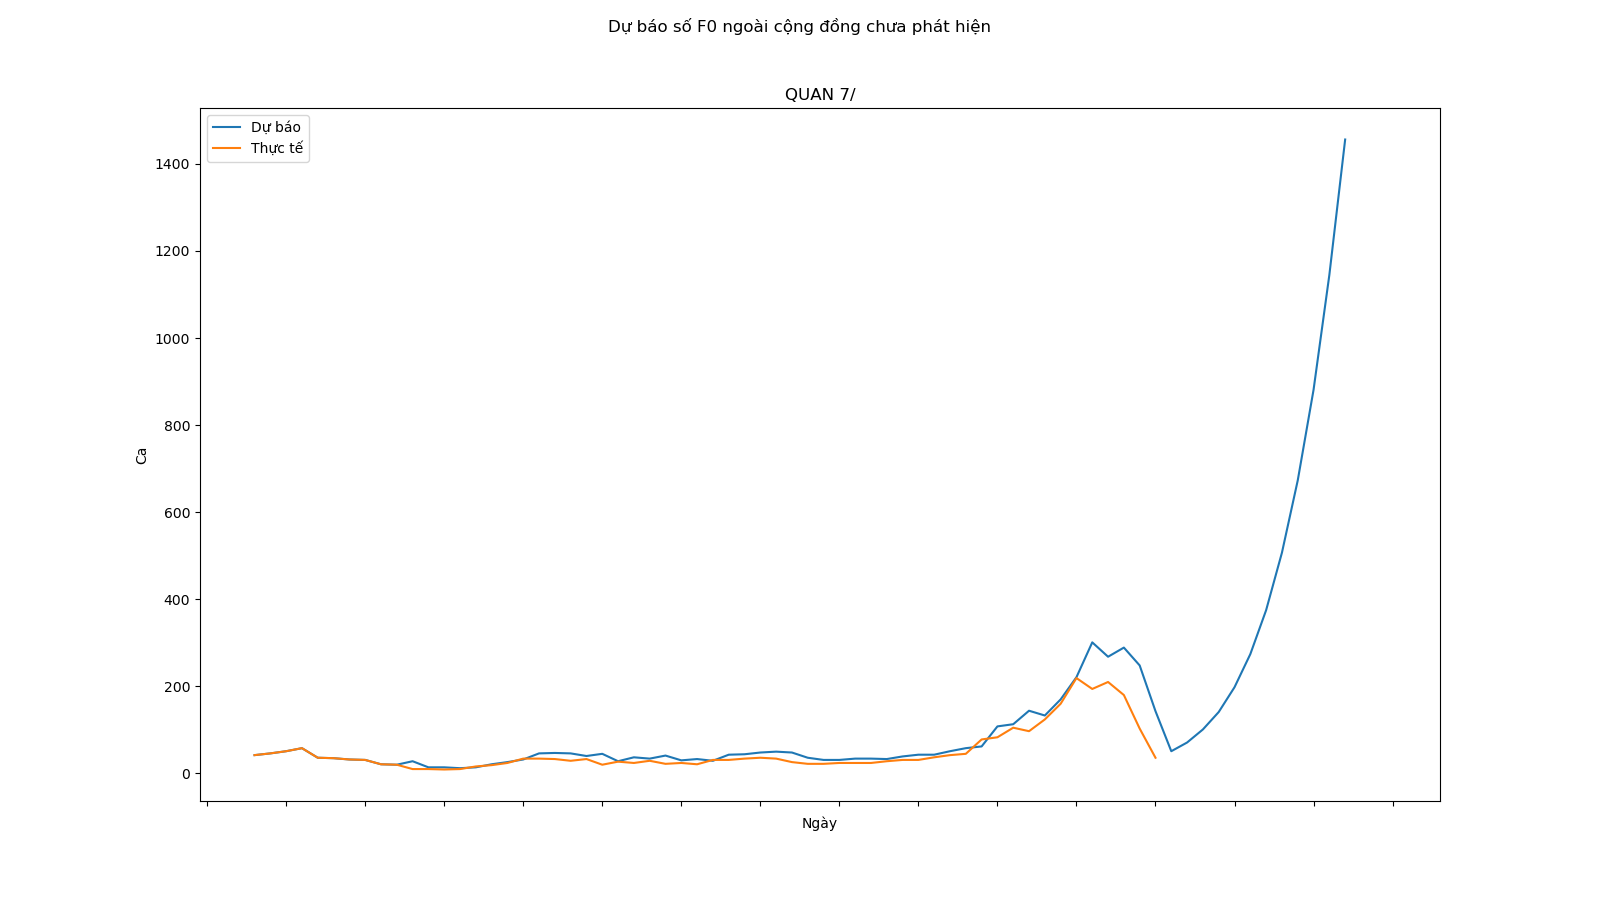 Dự báo số F0 ngoài cộng đồng chưa phát hiện
QUAN 7/
Dự báo
Thực tế
1400
1200
1000
800
600
400
200
0
Ca
Ngày